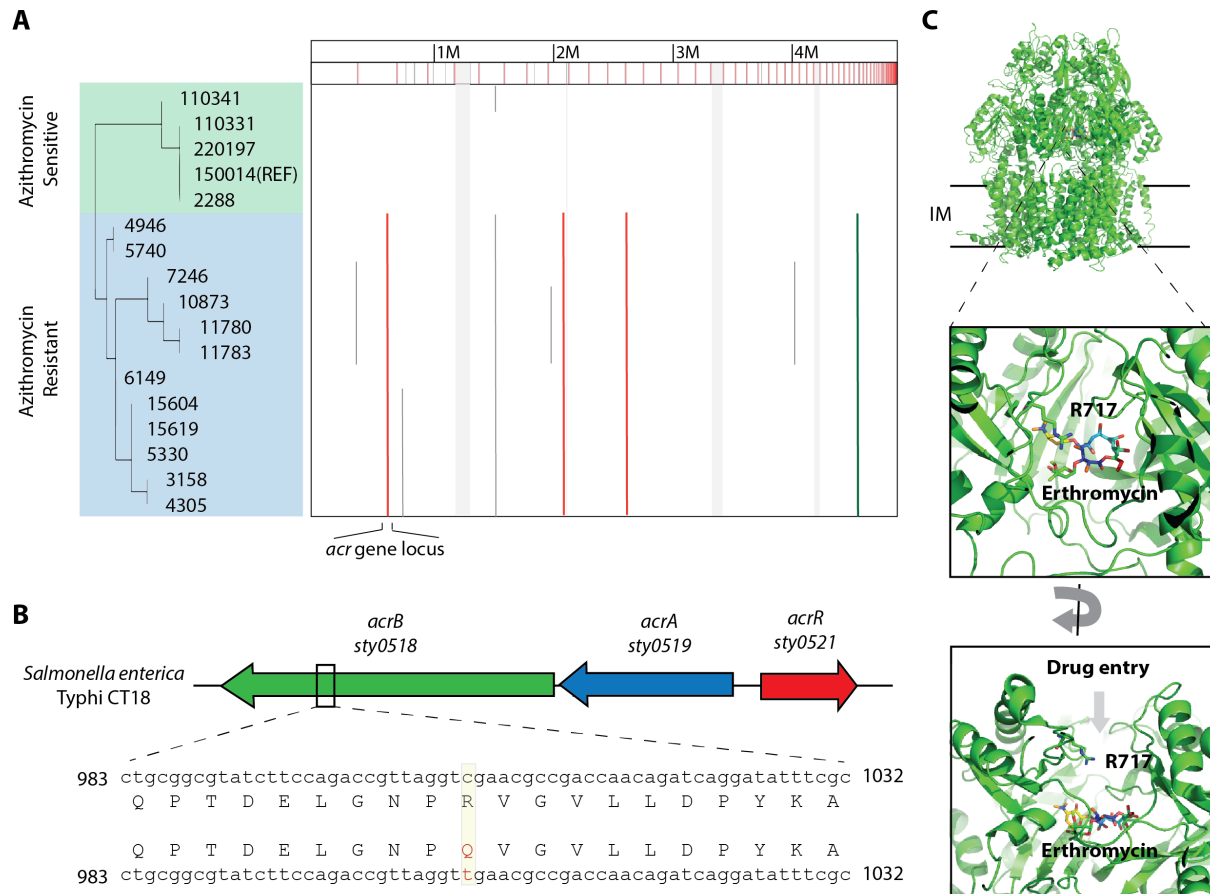 A
1M 2M 3M 4M
Azithromycin
Sensitive
110341
110331
220197
150014(REF)
2288
Azithromycin
Resistant
4946
5740
7246
10873
11780
11783
6149
15604
15619
5330
3158
4305
acr gene locus
B
acrB
sty0518
acrA
sty0519
acrR
sty0521
Salmonella enterica
Typhi CT18
983 ctgcggcgtatcttccagaccgttaggtcgaacgccgaccaacagatcaggatatttcgc 1032
Q P T D E L G N P R V G V L L D P Y K A
Q P T D E L G N P Q V G V L L D P Y K A
983 ctgcggcgtatcttccagaccgttaggttgaacgccgaccaacagatcaggatatttcgc 1032
C
IM
R717
Erthromycin
Drug entry
R717
Erthromycin